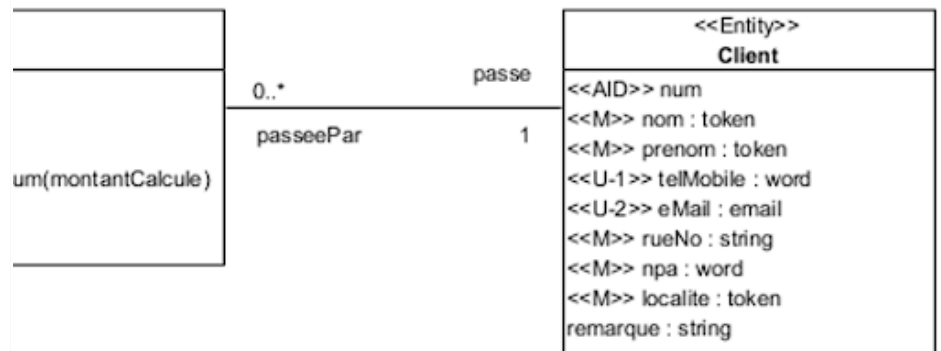 <<Entity>>
Client
0..*
passe
passeePar
1
um(montantCalcule)
<<AID>> num
<<M>> nom : token
<<M>> prenom : token
<<U-1>> telMobile : word
<<U-2>> eMail : email
<<M>> rueNo : string
<<M>> npa : word
<<M>> localite : token
remarque : string